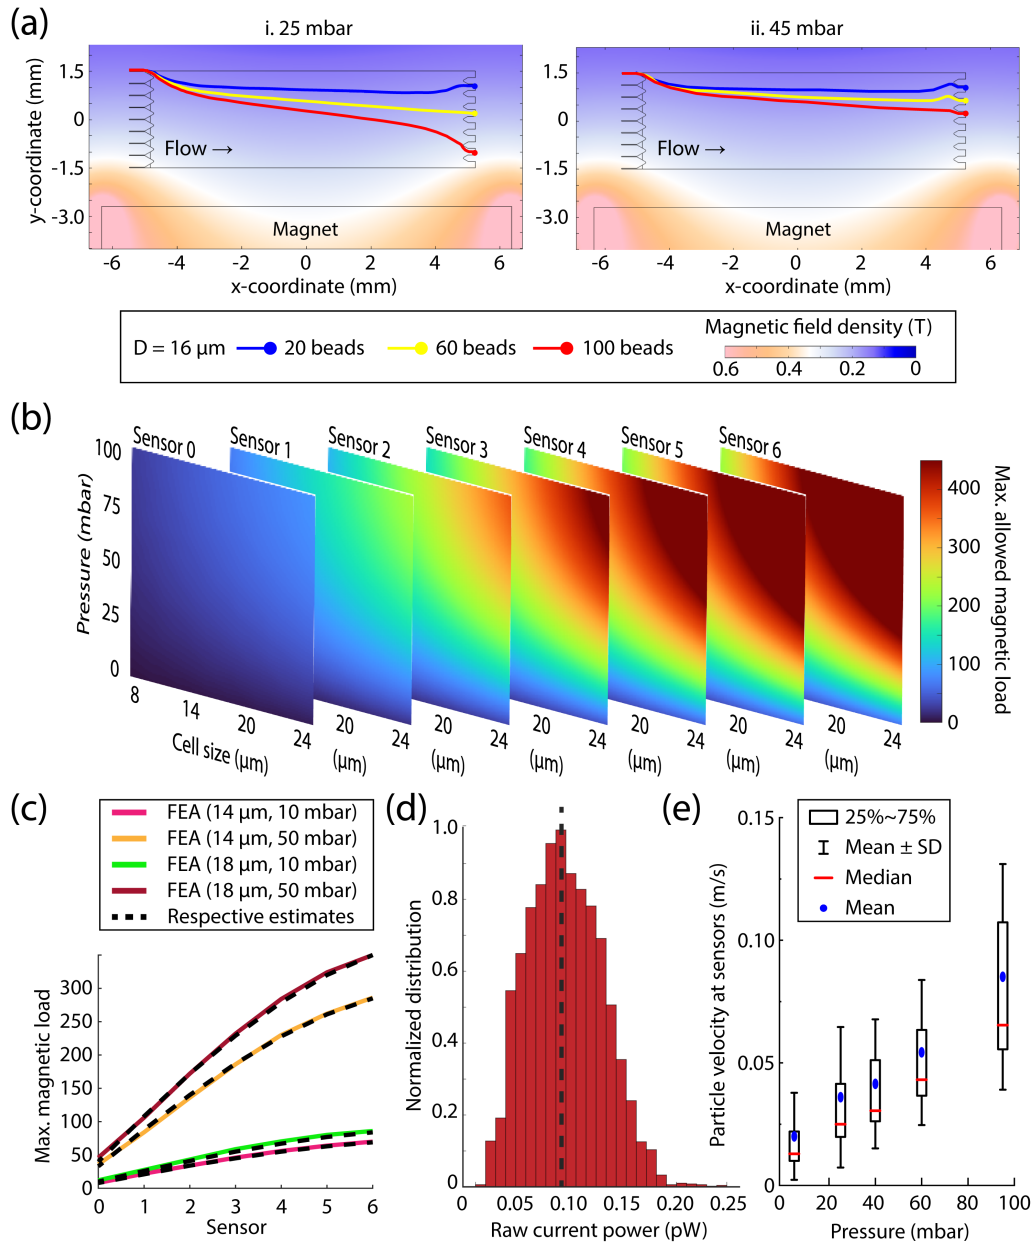 (a)
i. 25 mbar
ii. 45 mbar
y-coordinate (mm)
1.5
0
-1.5
-3.0
Flow →
Magnet
-6 -4 -2 0 2 4 6
x-coordinate (mm)
1.5
0
-1.5
-3.0
Flow →
Magnet
-6 -4 -2 0 2 4 6
x-coordinate (mm)
D = 16 µm 20 beads 60 beads 100 beads
Magnetic field density (T)
0.6 0.4 0.2 0
(b)
Sensor 0 Sensor 1 Sensor 2 Sensor 3 Sensor 4 Sensor 5 Sensor 6
Pressure (mbar)
100
75
50
25
0
8 14 20 24
Cell size (µm)
20 24
(µm)
20 24
(µm)
20 24
(µm)
20 24
(µm)
20 24
(µm)
20 24
(µm)
400
300
200
100
0
Max. allowed magnetic load
(c)
FEA (14 µm, 10 mbar)
FEA (14 µm, 50 mbar)
FEA (18 µm, 10 mbar)
FEA (18 µm, 50 mbar)
Respective estimates
Max. magnetic load
300
250
200
150
100
50
0
0 1 2 3 4 5 6
Sensor
(d)
Normalized distribution
1.0
0.8
0.6
0.4
0.2
0
0 0.05 0.10 0.15 0.20 0.25
Raw current power (pW)
(e)
25%~75%
Mean ± SD
Median
Mean
Particle velocity at sensors (m/s)
0.15
0.10
0.05
0
20 40 60 80 100
Pressure (mbar)